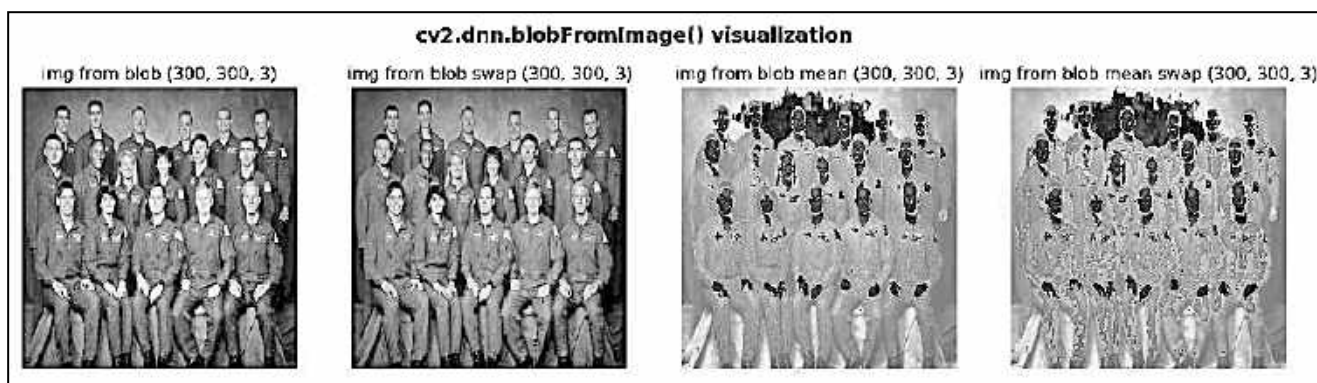 cv2.dnn.blobFromImage() visualization
img from blob (300, 300, 3)
img from blob swap (300, 300, 3)
img from blob mean (300, 300, 3)
img from blob mean swap (300, 300, 3)